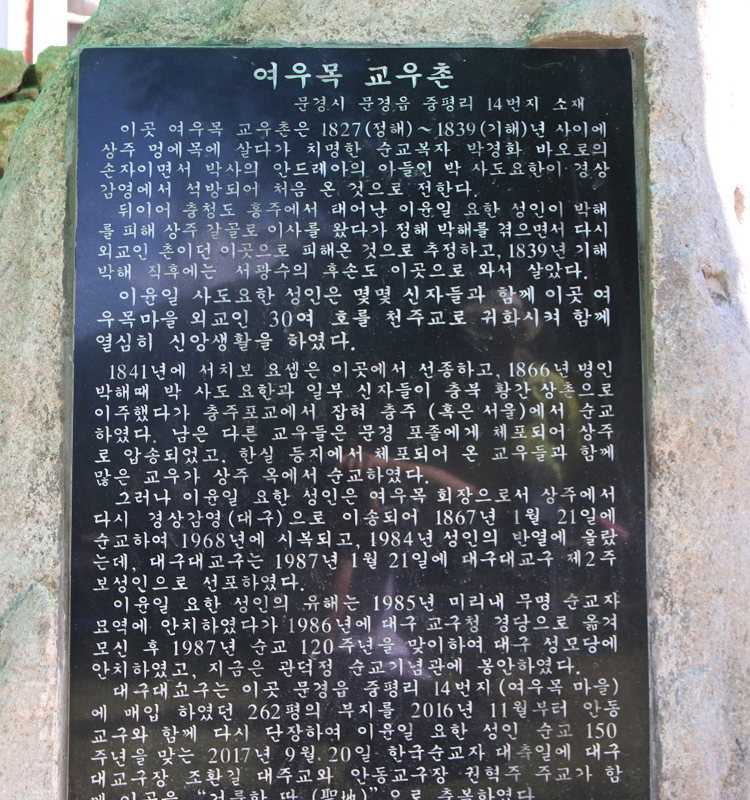 여우목 교우촌
문경시 문경읍 중평리 14번지 소재
이곳 여우목 교우촌은 1827(정해)~1839(기해)년 사이에
상주 멍에목에 살다가 치명한 순교복자 박경화 바오로의
손자이면서 박사의 안드레아의 아들인 박 사도요한이 경상
감영에서 석방되어 처음 온 것으로 전한다.
뒤이어 충청도 홍주에서 태어난 이윤일 요한 성인이 박해
를 피해 상주 갈골로 이사를 왔다가 정해 박해를 겪으면서 다시
외교인 촌이던 이곳으로 피해온 것으로 추정하고, 1839년 기해
박해 직후에는 서광수의 후손도 이곳으로 와서 살았다.
이윤일 사도요한 성인은 몇몇 신자들과 함께 이곳 여
우목마을 외교인 30여 호를 천주교로 귀화시켜 함께
열심히 신앙생활을 하였다.
1841년에 서치보 요셉은 이곳에서 선종하고, 1866년 병인
박해때 박 사도 요한과 일부 신자들이 충북 황간 상촌으로
이주했다가 충주포교에서 잡혀 충주 (혹은 서울)에서 순교
하였다. 남은 다른 교우들은 문경 포졸에게 체포되어 상주
로 압송되었고, 한실 등지에서 체포되어 온 교우들과 함께
많은 교우가 상주 옥에서 순교하였다.
그러나 이윤일 요한 성인은 여우목 회장으로서 상주에서
다시 경상감영(대구)으로 이송되어 1867년 1월 21일에
순교하여 1968년에 시복되고, 1984년 성인의 반열에 올랐
는데, 대구대교구는 1987년 1월 21일에 대구대교구 제2주
보성인으로 선포하였다.
이윤일 요한 성인의 유해는 1985년 미리내 무명 순교자
묘역에 안치하였다가 1986년에 대구 교구청 경당으로 옮겨
모신 후 1987년 순교 120주년을 맞이하여 대구 성모당에
안치하였고, 지금은 관덕정 순교기념관에 봉안하였다.
대구대교구는 이곳 문경읍 중평리 14번지(여우목 마을)
에 매입 하였던 262평의 부지를 2016년 11월부터 안동
교구와 함께 다시 단장하여 이윤일 요한 성인 순교 150
주년을 맞는 2017년 9월 20일 한국순교자 대축일에 대구
대교구장 조환길 대주교와 안동교구장 권혁주 주교가 함
께 이곳을 "거룩한 땅(聖地)"으로 축복하였다.